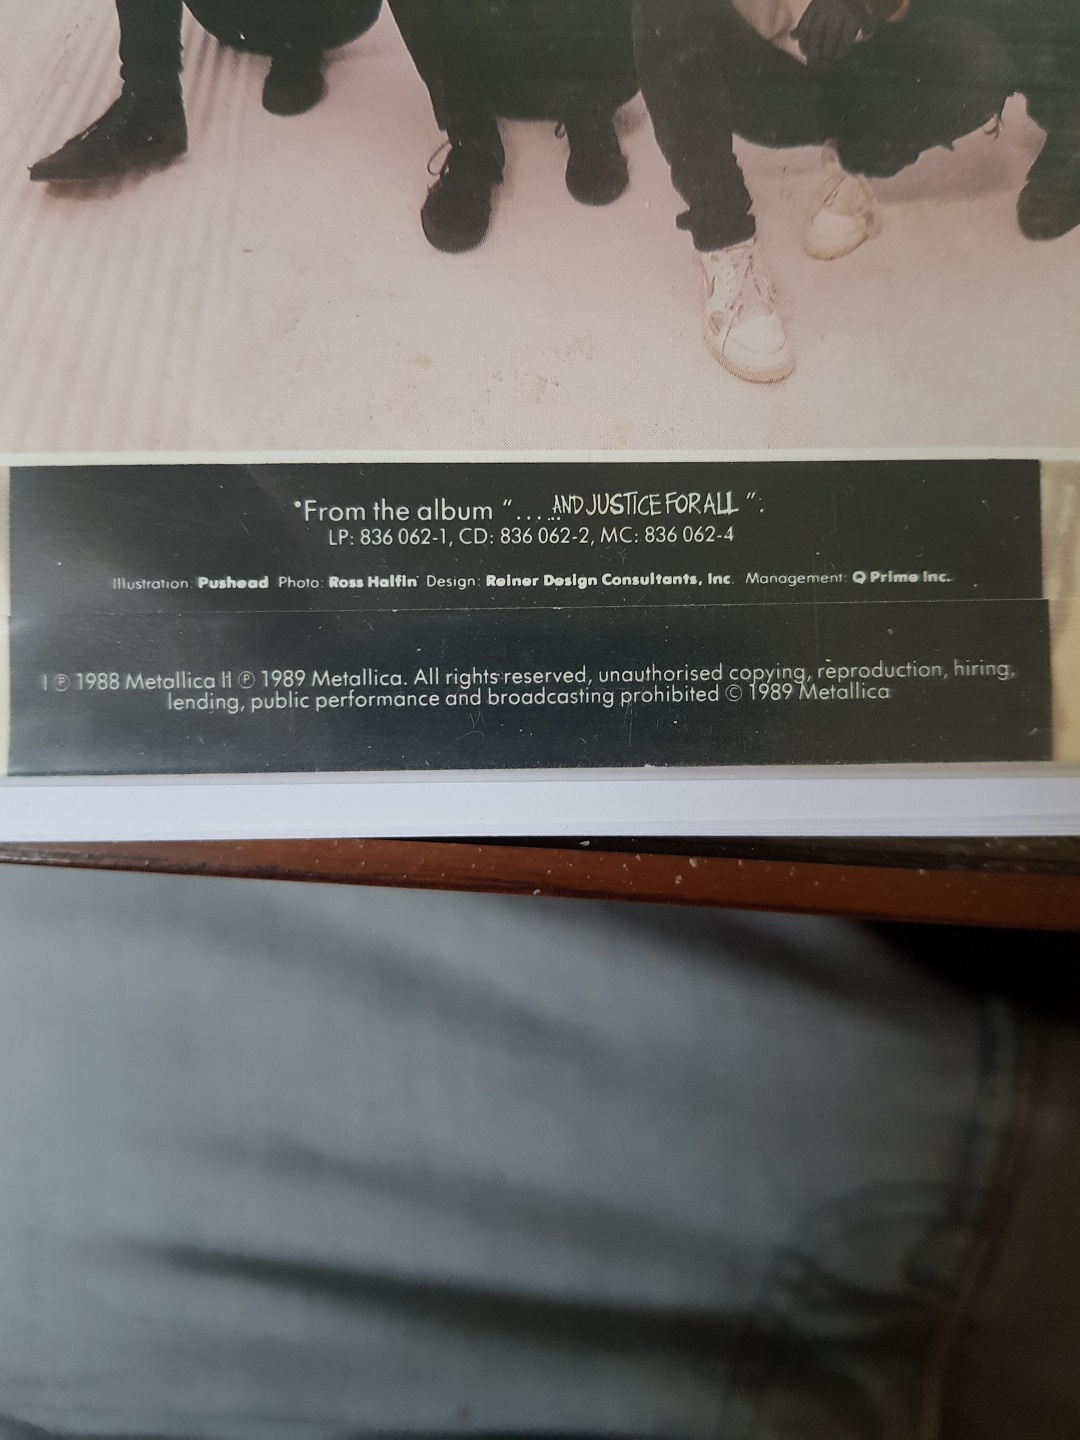 *From the album "...AND JUSTICE FOR ALL":
LP: 836 062-1, CD: 836 062-2, MC: 836 062-4
Illustration: Pushead Photo: Ross Halfin Design: Reiner Design Consultants, Inc. Management: Q Prime Inc.
I ℗ 1988 Metallica II ℗ 1989 Metallica. All rights reserved, unauthorised copying, reproduction, hiring,
lending, public performance and broadcasting prohibited © 1989 Metallica